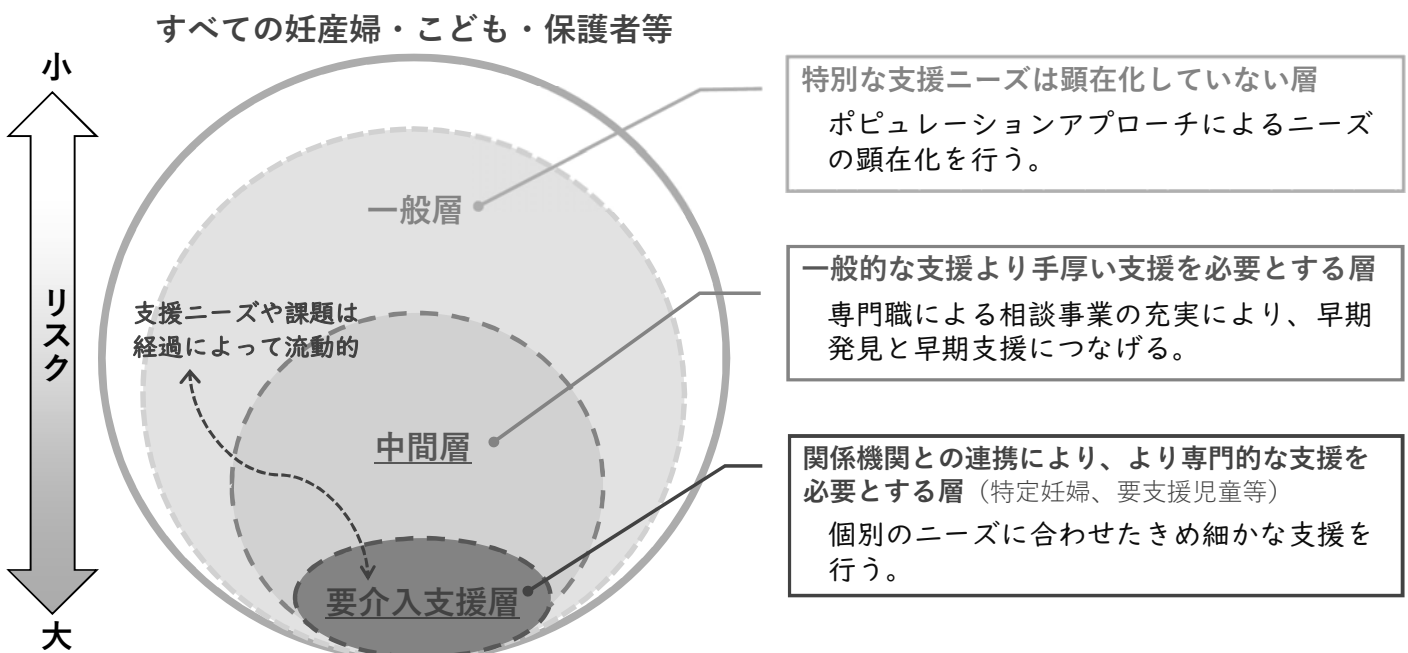 すべての妊産婦・こども・保護者等
小
リスク
大
一般層
支援ニーズや課題は
経過によって流動的
中間層
要介入支援層
特別な支援ニーズは顕在化していない層
ポピュレーションアプローチによるニーズ
の顕在化を行う。
一般的な支援より手厚い支援を必要とする層
専門職による相談事業の充実により、早期
発見と早期支援につなげる。
関係機関との連携により、より専門的な支援を
必要とする層（特定妊婦、要支援児童等）
個別のニーズに合わせたきめ細かな支援を
行う。